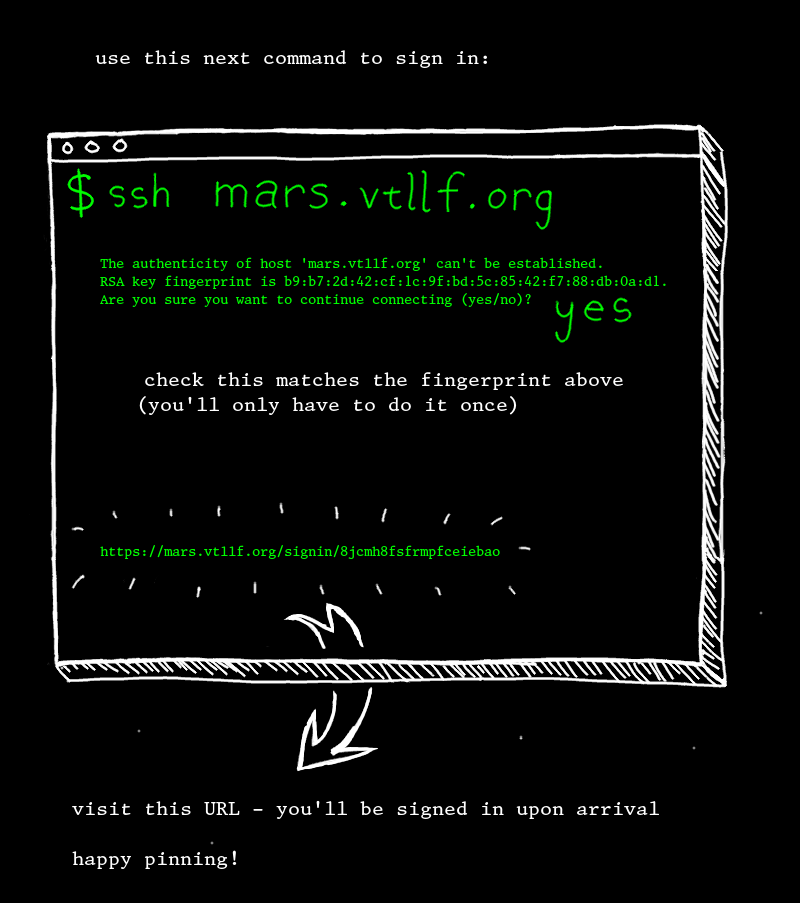 use this next command to sign in:
$ ssh mars.vtllf.org
The authenticity of host 'mars.vtllf.org' can't be established.
RSA key fingerprint is b9:b7:2d:42:cf:1c:9f:bd:5c:85:42:f7:88:db:0a:d1.
Are you sure you want to continue connecting (yes/no)? yes
check this matches the fingerprint above
(you'll only have to do it once)
https://mars.vtllf.org/signin/8jcmh8fsfrmpfceiebao
visit this URL – you'll be signed in upon arrival
happy pinning!